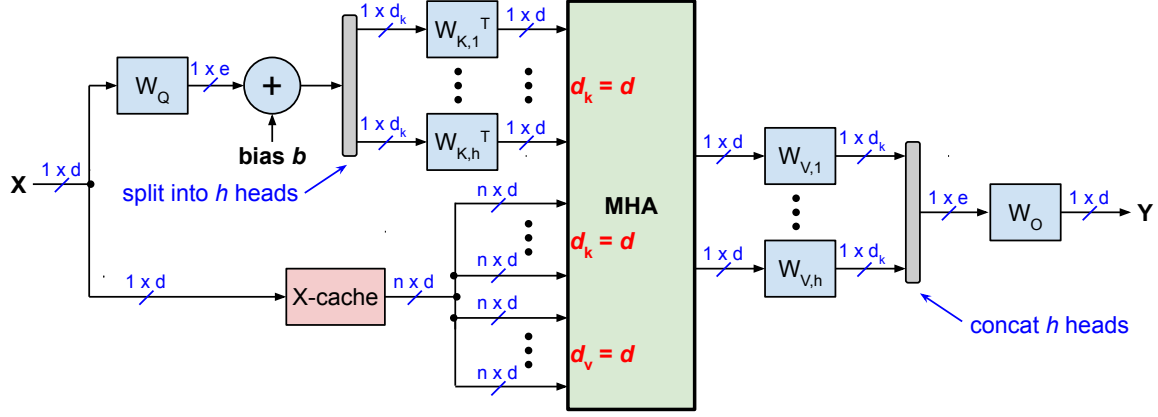 1 x d_k
W_K,1^T
1 x d
W_Q
1 x e
+
d_k = d
1 x d_k
W_K,h^T
1 x d
bias b
X
1 x d
split into h heads
1 x d
W_V,1
1 x d_k
n x d
MHA
1 x e
W_O
1 x d
Y
d_k = d
n x d
1 x d
W_V,h
1 x d_k
1 x d
X-cache
n x d
n x d
concat h heads
d_v = d
n x d